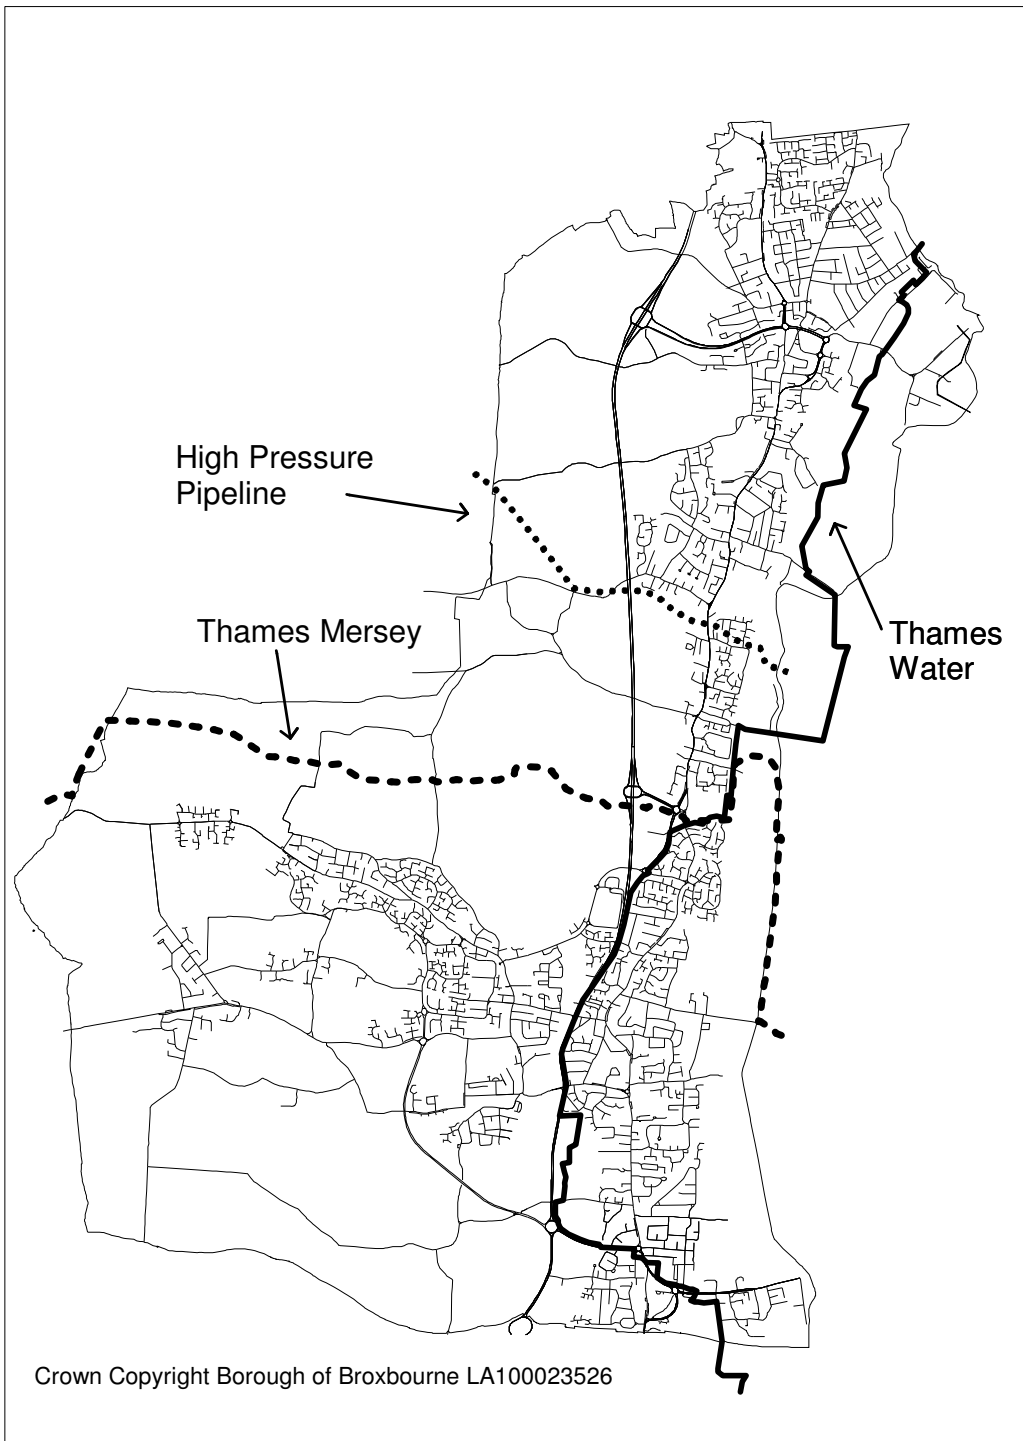 High Pressure
Pipeline
Thames Mersey
Thames
Water
Crown Copyright Borough of Broxbourne LA100023526